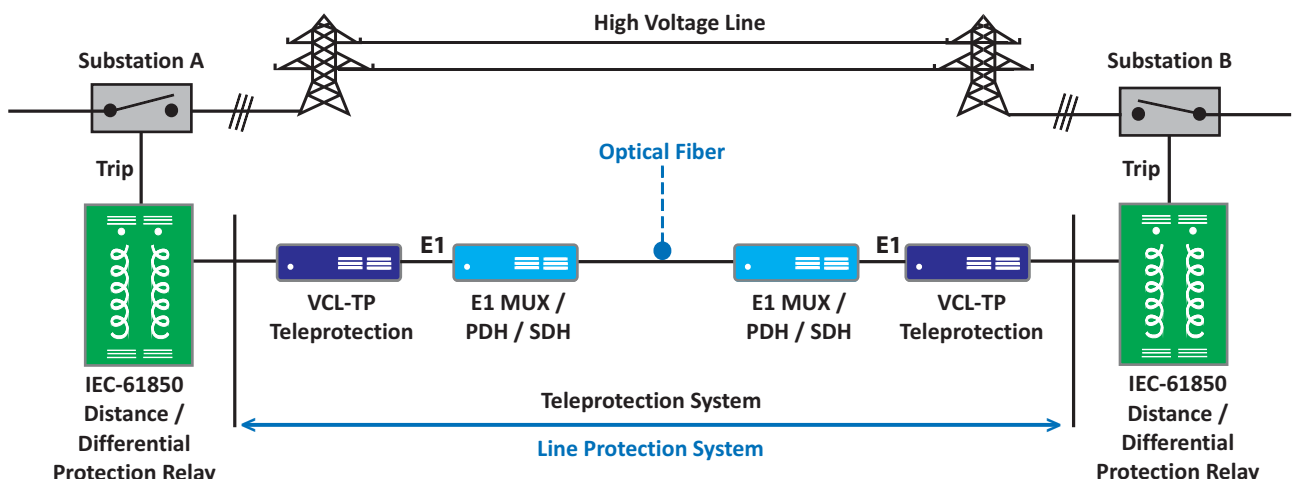 High Voltage Line
Substation A
Substation B
Optical Fiber
Trip
Trip
E1
E1
VCL-TP
Teleprotection
E1 MUX /
PDH / SDH
E1 MUX /
PDH / SDH
VCL-TP
Teleprotection
IEC-61850
Distance /
Differential
Protection Relay
Teleprotection System
Line Protection System
IEC-61850
Distance /
Differential
Protection Relay